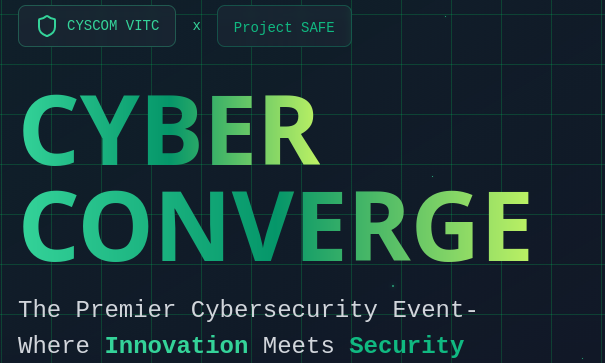 CYSCOM VITC x Project SAFE
CYBER
CONVERGE
The Premier Cybersecurity Event-
Where Innovation Meets Security